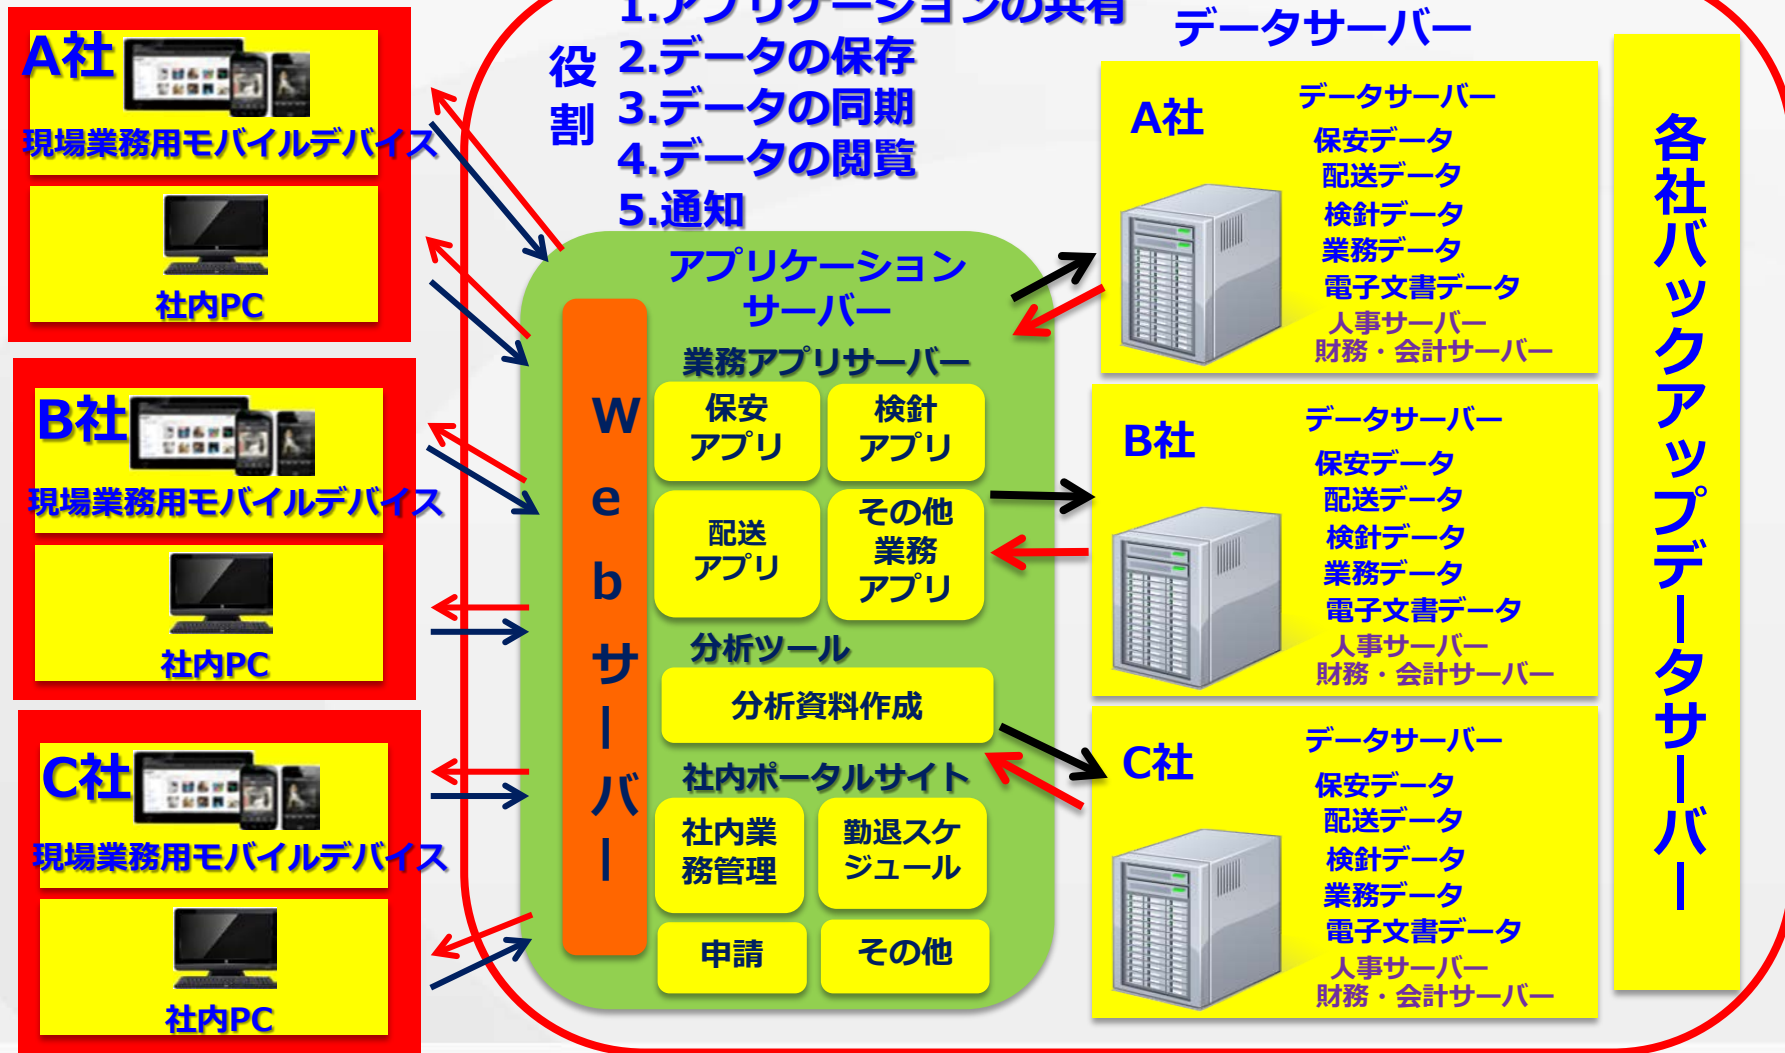 A社
現場業務用モバイルデバイス
社内PC
B社
現場業務用モバイルデバイス
社内PC
C社
現場業務用モバイルデバイス
社内PC
役割
1.アプリケーションの共有
2.データの保存
3.データの同期
4.データの閲覧
5.通知
アプリケーション
サーバー
Webサーバー
業務アプリサーバー
保安
アプリ
検針
アプリ
配送
アプリ
その他
業務
アプリ
分析ツール
分析資料作成
社内ポータルサイト
社内業
務管理
勤退スケ
ジュール
申請
その他
データサーバー
A社
データサーバー
保安データ
配送データ
検針データ
業務データ
電子文書データ
人事サーバー
財務・会計サーバー
B社
データサーバー
保安データ
配送データ
検針データ
業務データ
電子文書データ
人事サーバー
財務・会計サーバー
C社
データサーバー
保安データ
配送データ
検針データ
業務データ
電子文書データ
人事サーバー
財務・会計サーバー
各社バックアップデータサーバー